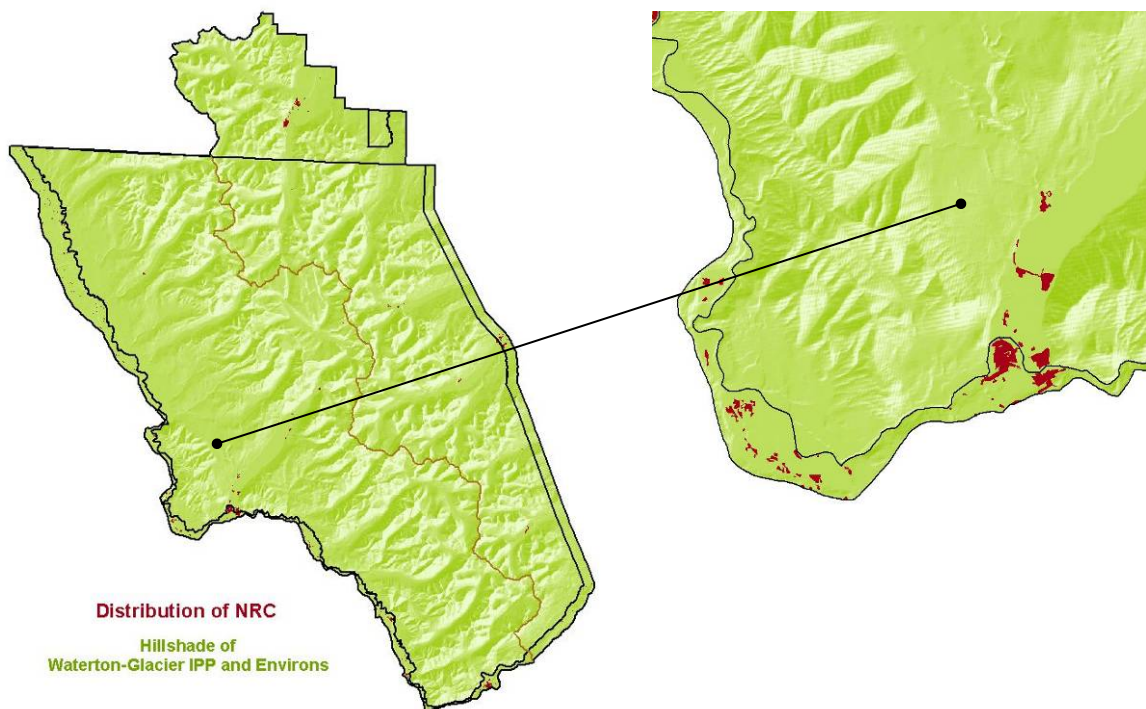 Distribution of NRC
Hillshade of
Waterton-Glacier IPP and Environs